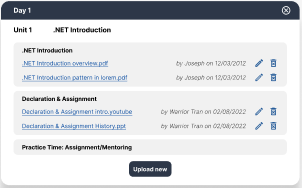 Day 1
Unit 1 .NET Introduction
.NET Introduction
.NET Introduction overview.pdf by Joseph on 12/03/2012
.NET Introduction pattern in lorem.pdf by Joseph on 12/03/2012
Declaration & Assignment
Declaration & Assignment intro.youtube by Warrior Tran on 02/08/2022
Declaration & Assignment History.ppt by Warrior Tran on 02/08/2022
Practice Time: Assignment/Mentoring
Upload new